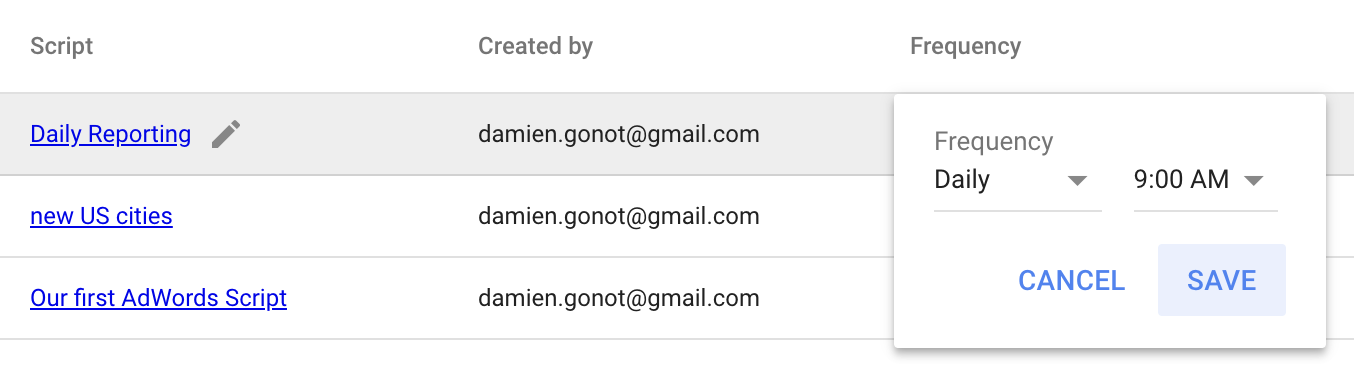 Script Created by Frequency
Daily Reporting damien.gonot@gmail.com
Frequency
Daily 9:00 AM
CANCEL SAVE
new US cities damien.gonot@gmail.com
Our first AdWords Script damien.gonot@gmail.com